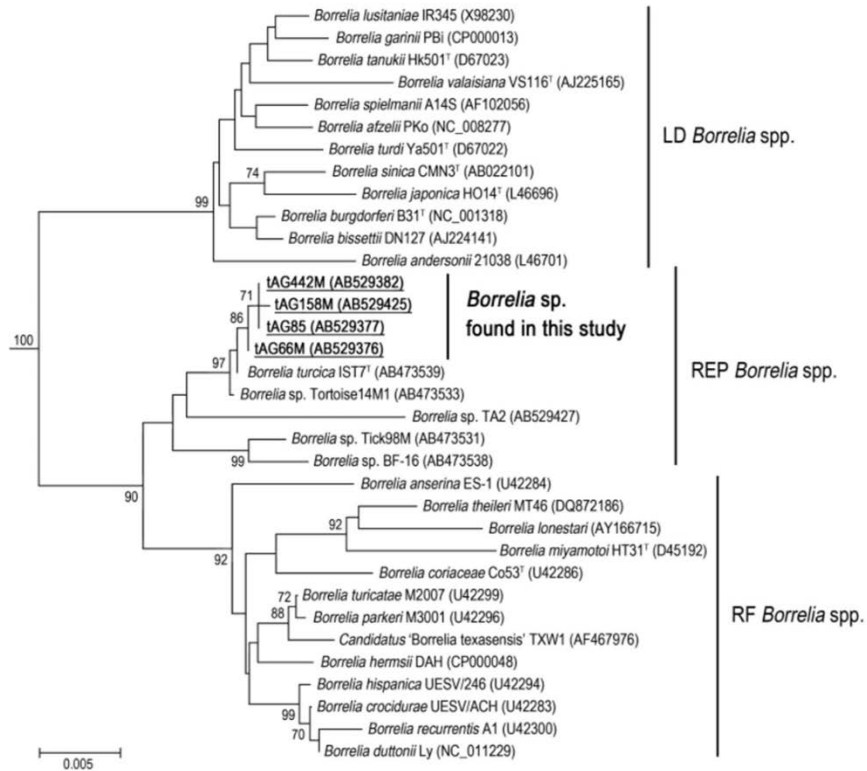 Borrelia lusitaniae IR345 (X98230)
Borrelia garinii PBi (CP000013)
Borrelia tanukii Hk501ᵀ (D67023)
Borrelia valaisiana VS116ᵀ (AJ225165)
Borrelia spielmanii A14S (AF102056)
Borrelia afzelii PKo (NC_008277)
Borrelia turdi Ya501ᵀ (D67022)
74
Borrelia sinica CMN3ᵀ (AB022101)
Borrelia japonica HO14ᵀ (L46696)
99
Borrelia burgdorferi B31ᵀ (NC_001318)
Borrelia bissettii DN127 (AJ224141)
Borrelia andersonii 21038 (L46701)
LD Borrelia spp.
tAG442M (AB529382)
71
tAG158M (AB529425)
86
tAG85 (AB529377)
tAG66M (AB529376)
Borrelia sp.
found in this study
97
Borrelia turcica IST7ᵀ (AB473539)
Borrelia sp. Tortoise14M1 (AB473533)
Borrelia sp. TA2 (AB529427)
Borrelia sp. Tick98M (AB473531)
99
Borrelia sp. BF-16 (AB473538)
REP Borrelia spp.
100
90
Borrelia anserina ES-1 (U42284)
Borrelia theileri MT46 (DQ872186)
92
Borrelia lonestari (AY166715)
Borrelia miyamotoi HT31ᵀ (D45192)
92
Borrelia coriaceae Co53ᵀ (U42286)
72
Borrelia turicatae M2007 (U42299)
88
Borrelia parkeri M3001 (U42296)
Candidatus ‘Borrelia texasensis’ TXW1 (AF467976)
Borrelia hermsii DAH (CP000048)
Borrelia hispanica UESV/246 (U42294)
99
Borrelia crocidurae UESV/ACH (U42283)
70
Borrelia recurrentis A1 (U42300)
Borrelia duttonii Ly (NC_011229)
RF Borrelia spp.
0.005